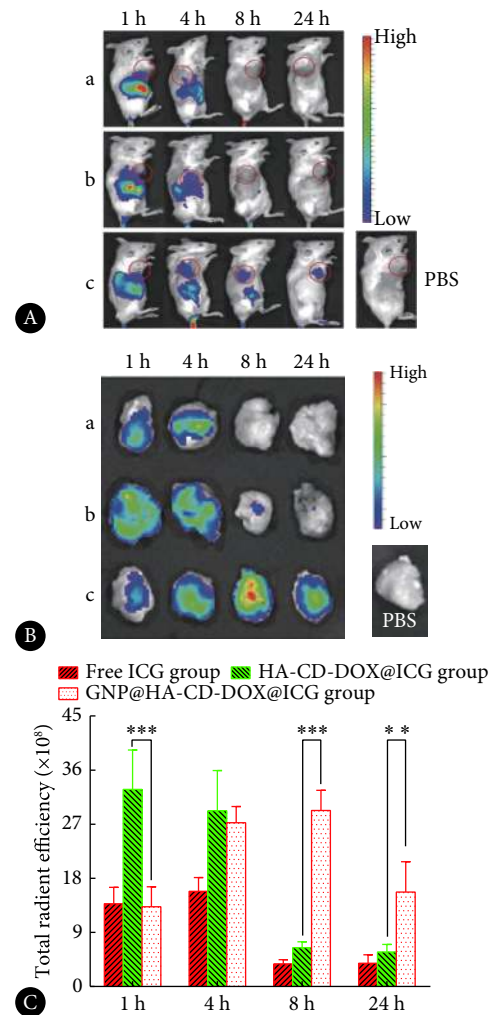 1 h 4 h 8 h 24 h
High
a
b
Low
c
PBS
A
1 h 4 h 8 h 24 h
High
a
b
Low
c
PBS
B
Free ICG group HA-CD-DOX@ICG group
GNP@HA-CD-DOX@ICG group
Total radient efficiency (×10⁸)
45
36
27
18
9
0
*** *** * *
1 h 4 h 8 h 24 h
C